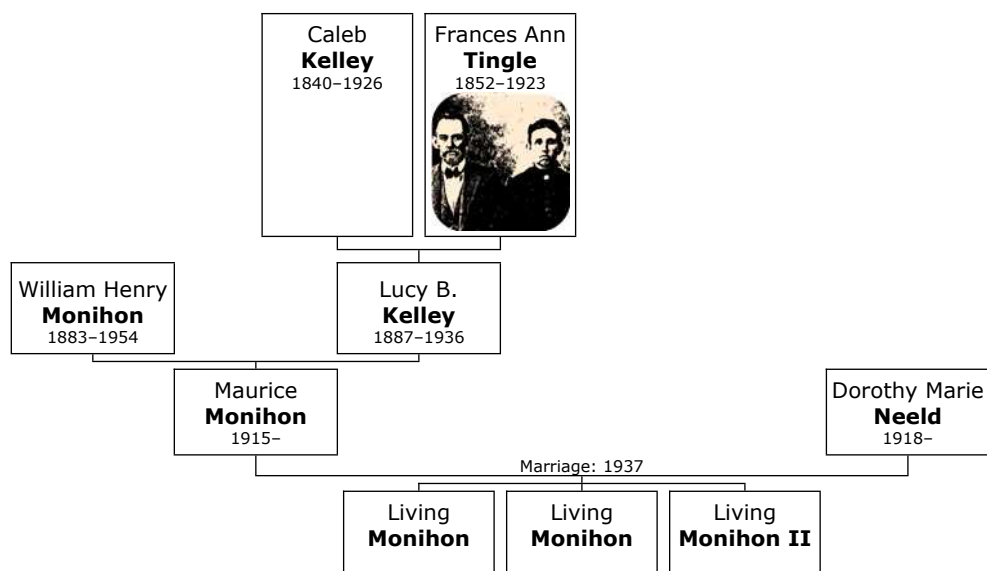 Caleb
Kelley
1840–1926
Frances Ann
Tingle
1852–1923
William Henry
Monihon
1883–1954
Lucy B.
Kelley
1887–1936
Maurice
Monihon
1915–
Dorothy Marie
Neeld
1918–
Marriage: 1937
Living
Monihon
Living
Monihon
Living
Monihon II